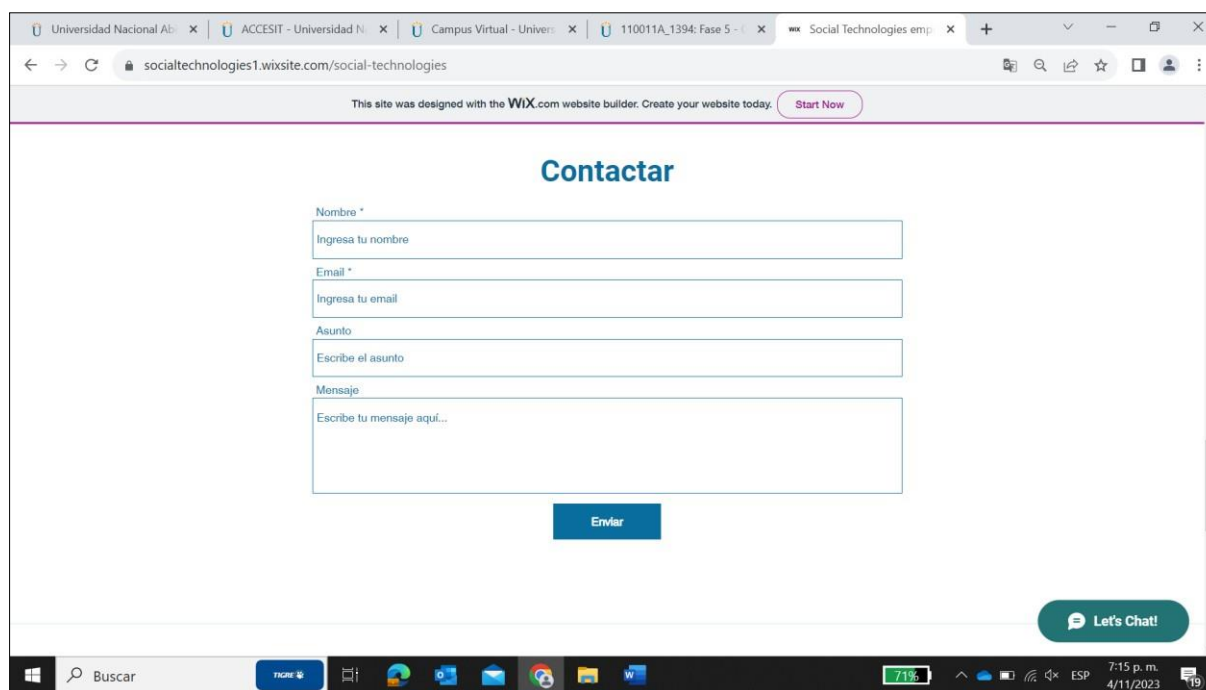 Universidad Nacional Ab
ACCESIT - Universidad N
Campus Virtual - Univers
110011A_1394: Fase 5 - C
WIX Social Technologies emp
socialtechnologies1.wixsite.com/social-technologies
This site was designed with the WiX.com website builder. Create your website today. Start Now
Contactar
Nombre *
Ingresa tu nombre
Email *
Ingresa tu email
Asunto
Escribe el asunto
Mensaje
Escribe tu mensaje aquí...
Enviar
Let's Chat!
Buscar
TIGRE
71%
ESP
7:15 p. m.
4/11/2023
19